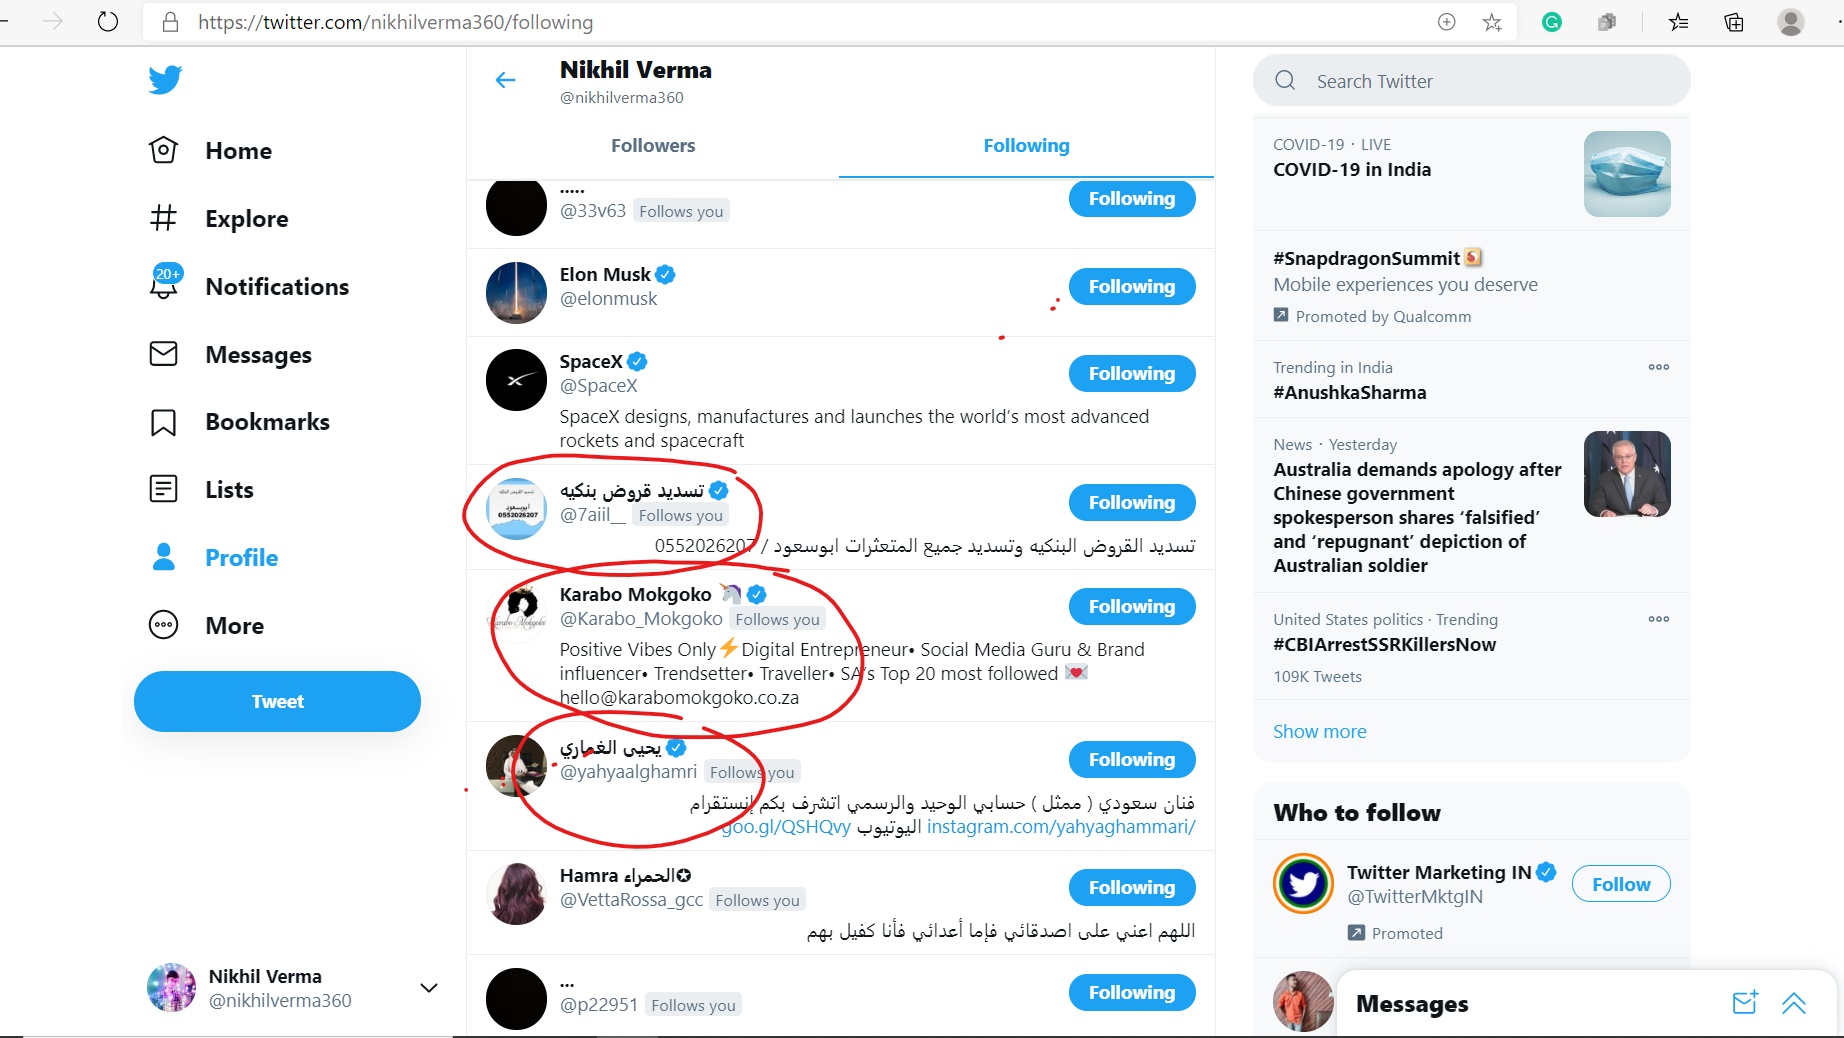 https://twitter.com/nikhilverma360/following
Home
Explore
20+
Notifications
Messages
Bookmarks
Lists
Profile
More
Tweet
Nikhil Verma
@nikhilverma360
Nikhil Verma
@nikhilverma360
Followers
Following
.....
@33v63 Follows you
Following
Elon Musk
@elonmusk
Following
SpaceX
@SpaceX
Following
SpaceX designs, manufactures and launches the world's most advanced
rockets and spacecraft
تسديد قروض بنكيه
@7aiil__ Follows you
Following
0552026207
تسديد القروض البنكيه وتسديد جميع المتعثرات ابوسعود / 0552026207
Karabo Mokgoko 🦄
@Karabo_Mokgoko Follows you
Following
Karabo Mokgoko
Positive Vibes Only⚡Digital Entrepreneur• Social Media Guru & Brand
influencer• Trendsetter• Traveller• SA's Top 20 most followed 💌
hello@karabomokgoko.co.za
يحيى الغماري
@yahyaalghamri Follows you
Following
فنان سعودي ( ممثل ) حسابي الوحيد والرسمي اتشرف بكم إنستقرام
instagram.com/yahyaghammari/ اليوتيوب goo.gl/QSHQvy
Hamra الحمراء✪
@VettaRossa_gcc Follows you
Following
اللهم اعني على اصدقائي فإما أعدائي فأنا كفيل بهم
...
@p22951 Follows you
Following
Search Twitter
COVID-19 · LIVE
COVID-19 in India
#SnapdragonSummit
Mobile experiences you deserve
Promoted by Qualcomm
Trending in India
#AnushkaSharma
News · Yesterday
Australia demands apology after
Chinese government
spokesperson shares ‘falsified’
and ‘repugnant’ depiction of
Australian soldier
United States politics · Trending
#CBIArrestSSRKillersNow
109K Tweets
Show more
Who to follow
Twitter Marketing IN
@TwitterMktgIN
Follow
Promoted
Messages